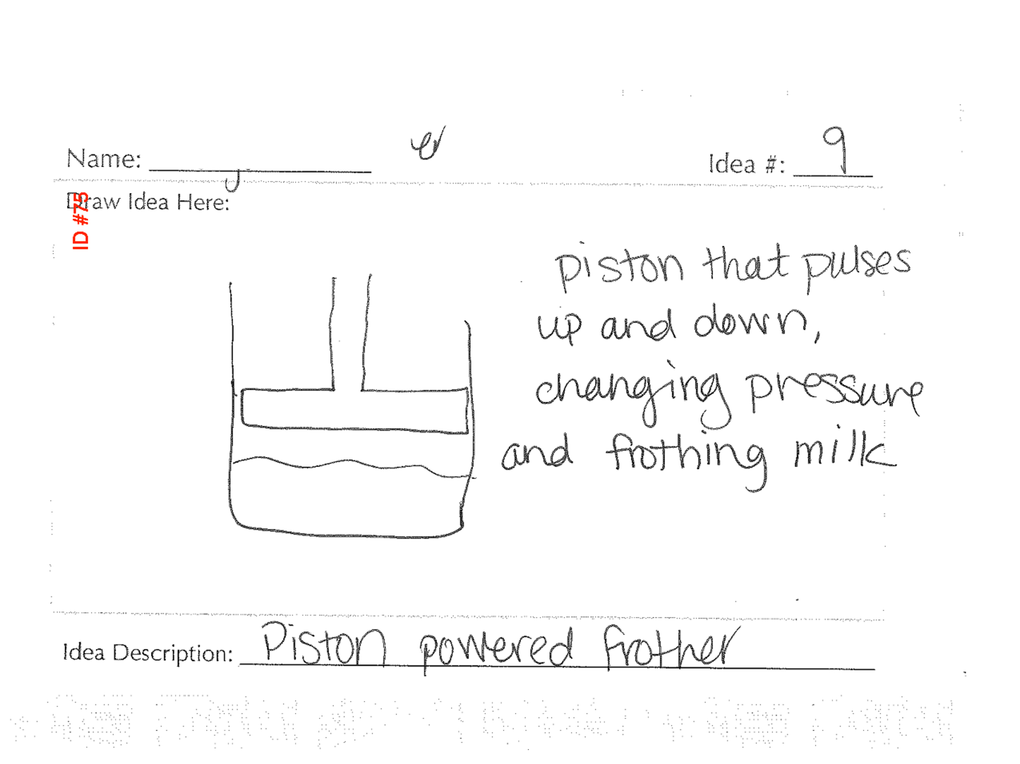 Name:
Idea #: 9
Draw Idea Here:
ID #75
piston that pulses
up and down,
changing pressure
and frothing milk
Idea Description: Piston powered frother